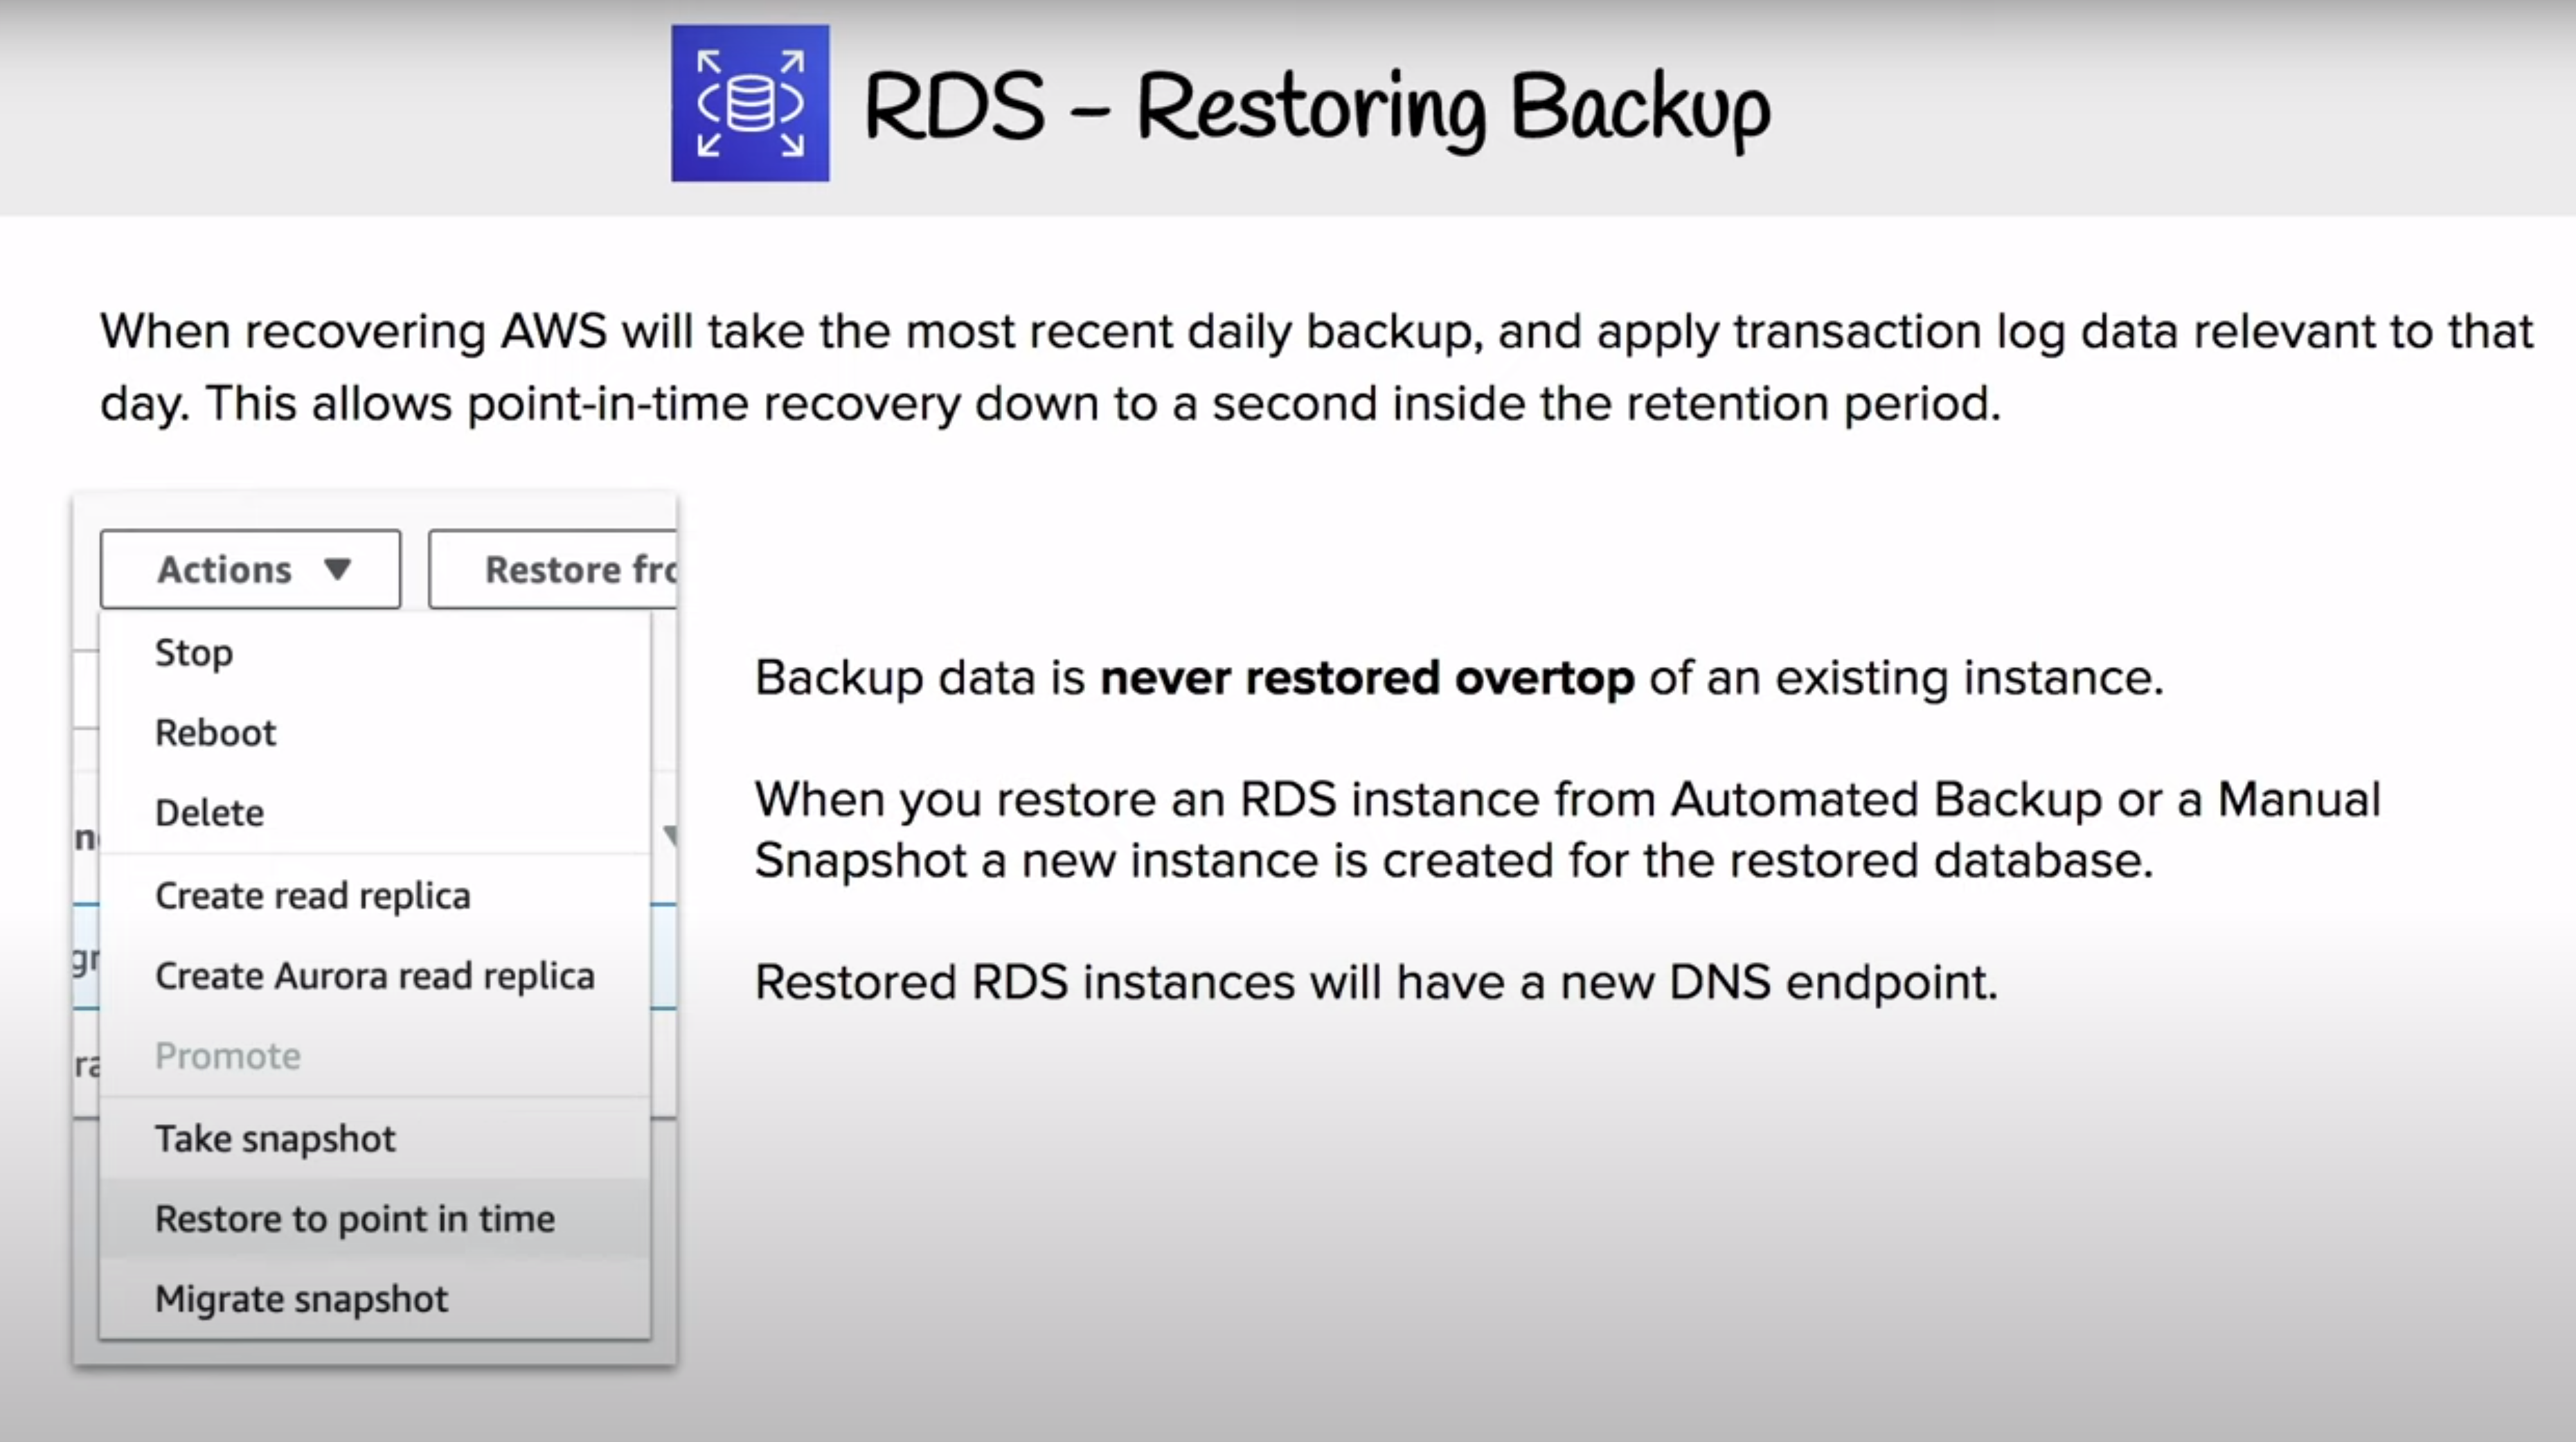 RDS – Restoring Backup
When recovering AWS will take the most recent daily backup, and apply transaction log data relevant to that
day. This allows point-in-time recovery down to a second inside the retention period.
Actions
Restore
Stop
Reboot
Delete
Create read replica
Create Aurora read replica
Promote
Take snapshot
Restore to point in time
Migrate snapshot
Backup data is never restored overtop of an existing instance.
When you restore an RDS instance from Automated Backup or a Manual
Snapshot a new instance is created for the restored database.
Restored RDS instances will have a new DNS endpoint.